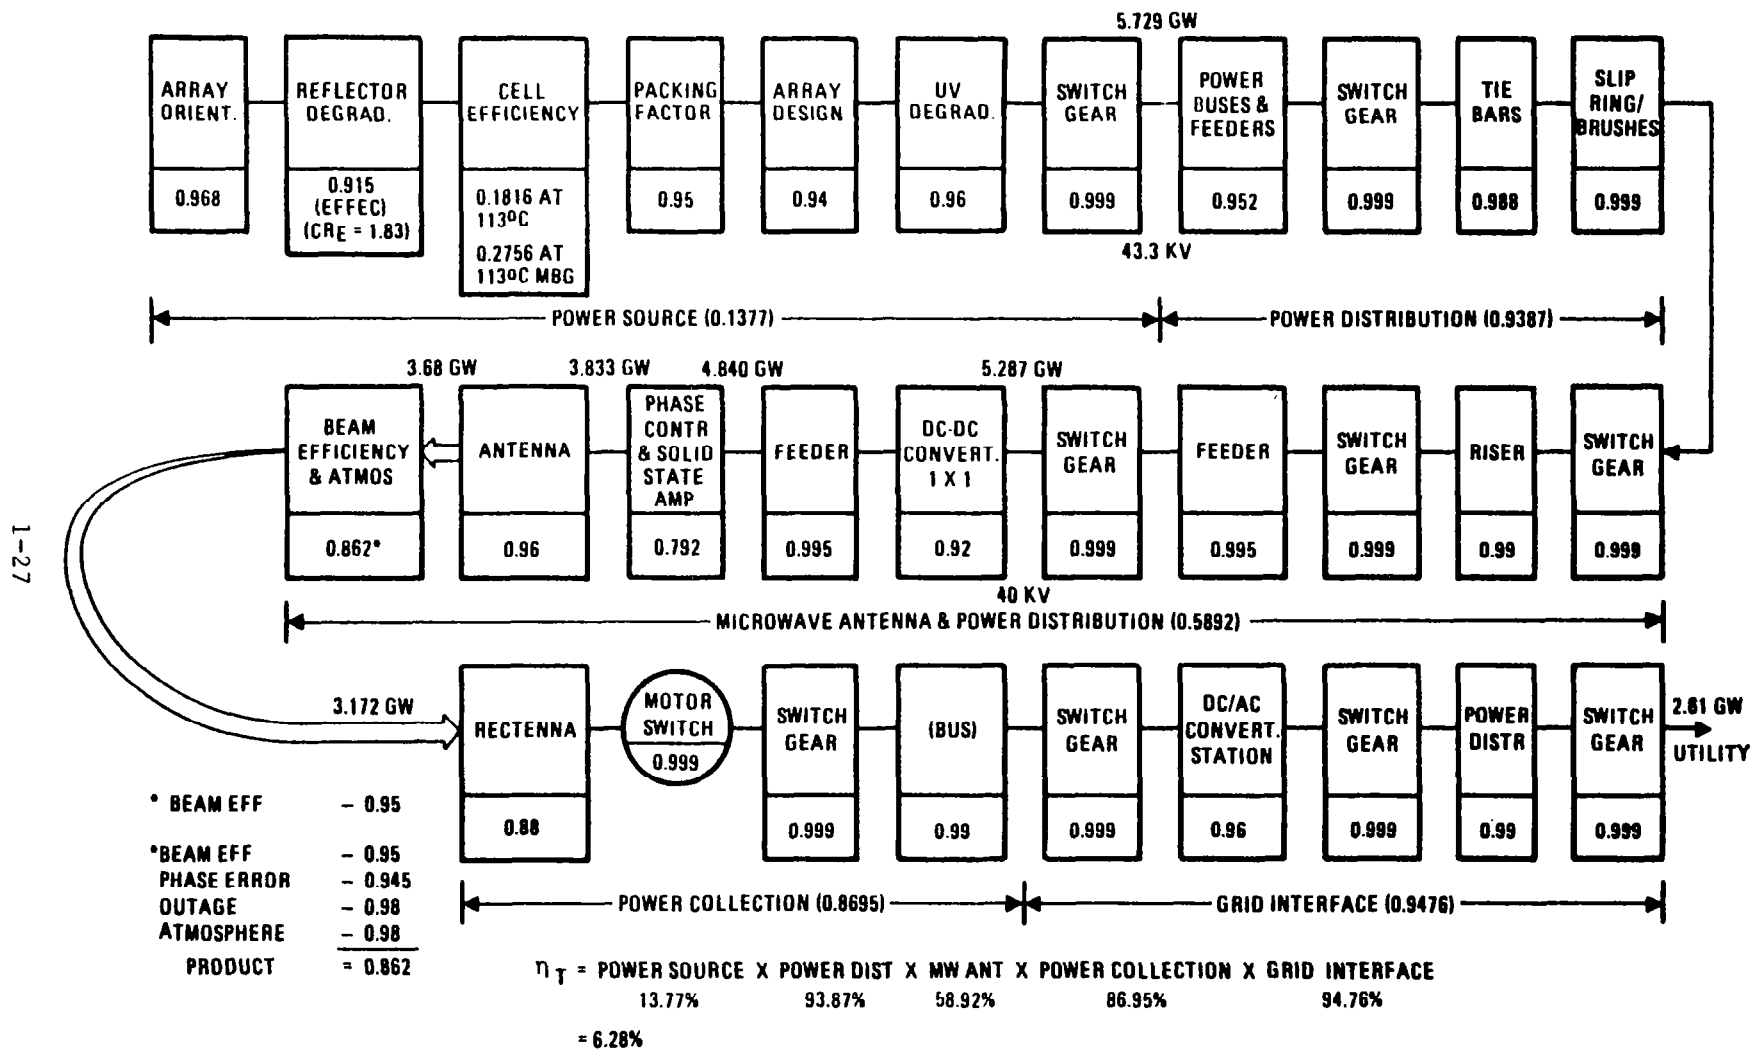 5.729 GW
ARRAY
ORIENT.
0.968
REFLECTOR
DEGRAD.
0.915
(EFFEC)
(CRE = 1.83)
CELL
EFFICIENCY
0.1816 AT
113ºC
0.2756 AT
113ºC MBG
PACKING
FACTOR
0.95
ARRAY
DESIGN
0.94
UV
DEGRAD.
0.96
SWITCH
GEAR
0.999
POWER
BUSES &
FEEDERS
0.952
SWITCH
GEAR
0.999
TIE
BARS
0.988
SLIP
RING/
BRUSHES
0.999
43.3 KV
POWER SOURCE (0.1377)
POWER DISTRIBUTION (0.9387)
3.68 GW
3.833 GW
4.840 GW
5.287 GW
BEAM
EFFICIENCY
& ATMOS
0.862*
ANTENNA
0.96
PHASE
CONTR
& SOLID
STATE
AMP
0.792
FEEDER
0.995
DC-DC
CONVERT.
1 X 1
0.92
SWITCH
GEAR
0.999
FEEDER
0.995
SWITCH
GEAR
0.999
RISER
0.99
SWITCH
GEAR
0.999
40 KV
MICROWAVE ANTENNA & POWER DISTRIBUTION (0.5892)
1-27
3.172 GW
RECTENNA
0.88
MOTOR
SWITCH
0.999
SWITCH
GEAR
0.999
(BUS)
0.99
SWITCH
GEAR
0.999
DC/AC
CONVERT.
STATION
0.96
SWITCH
GEAR
0.999
POWER
DISTR
0.99
SWITCH
GEAR
0.999
2.61 GW
UTILITY
POWER COLLECTION (0.8695)
GRID INTERFACE (0.9476)
* BEAM EFF – 0.95
*BEAM EFF – 0.95
PHASE ERROR – 0.945
OUTAGE – 0.98
ATMOSPHERE – 0.98
PRODUCT = 0.862
ηT = POWER SOURCE X POWER DIST X MW ANT X POWER COLLECTION X GRID INTERFACE
13.77% 93.87% 58.92% 86.95% 94.76%
= 6.28%